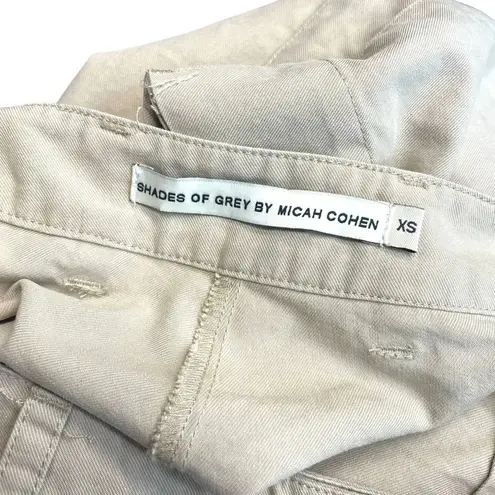 SHADES OF GREY BY MICAH COHEN
XS